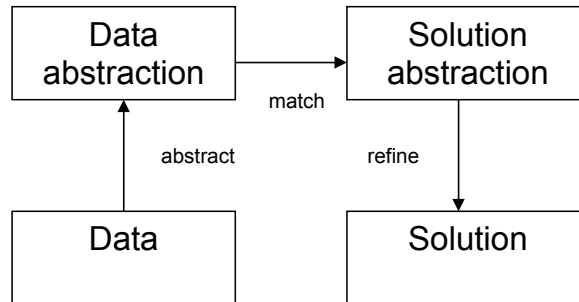 Data
abstraction
Solution
abstraction
match
abstract
refine
Data
Solution